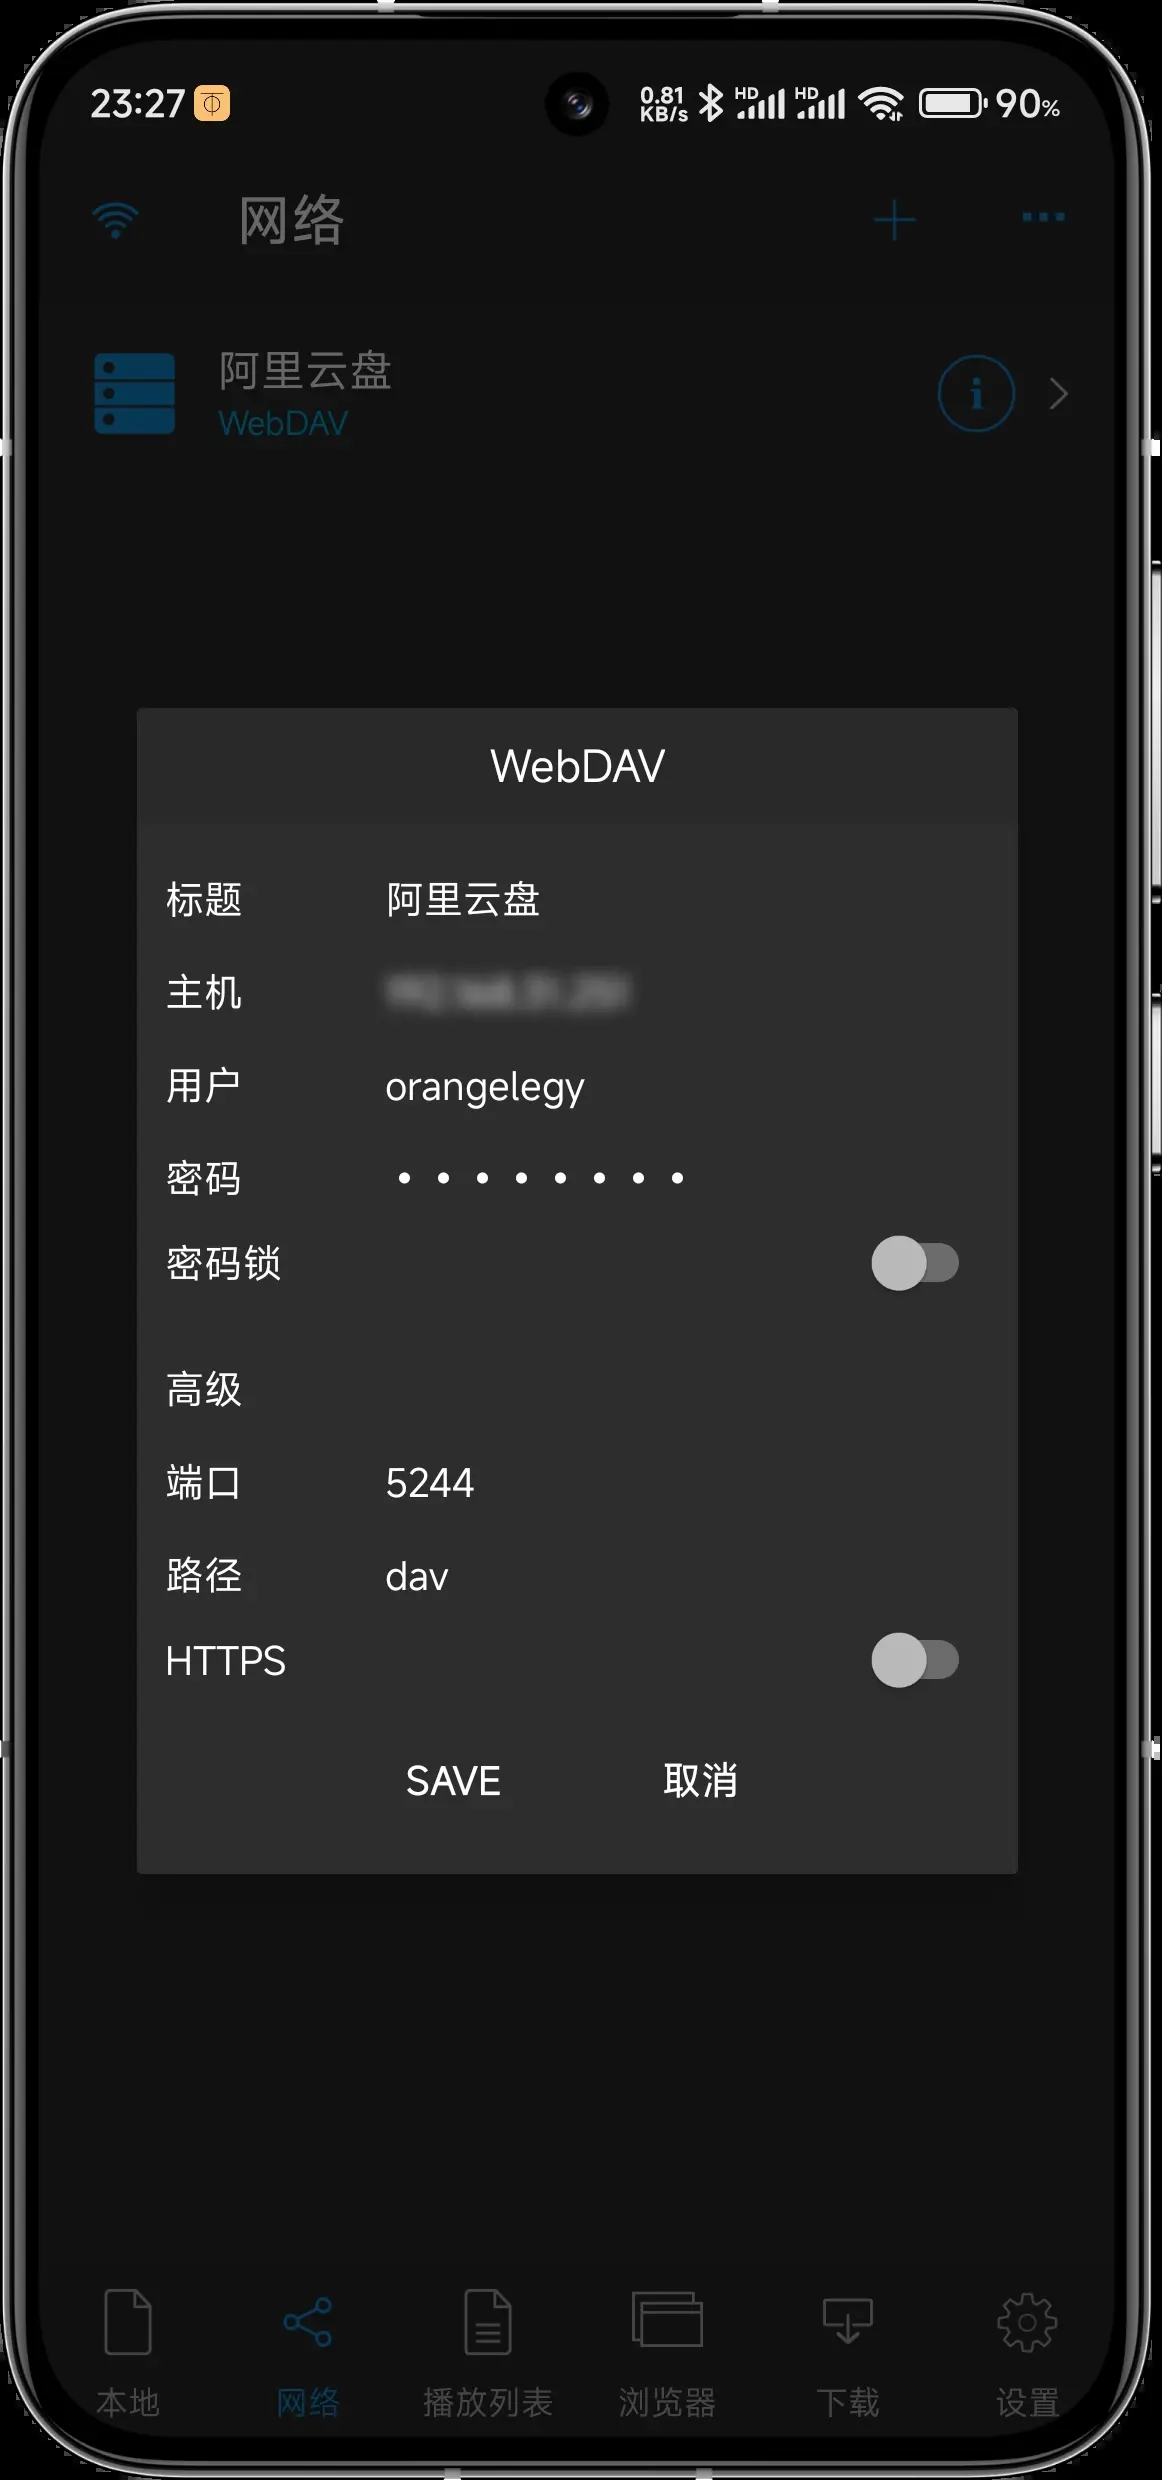 23:27
0.81 KB/s
HD HD
90%
网络
阿里云盘
WebDAV
WebDAV
标题 阿里云盘
主机
用户 orangelegy
密码 ••••••••
密码锁
高级
端口 5244
路径 dav
HTTPS
SAVE 取消
本地 网络 播放列表 浏览器 下载 设置